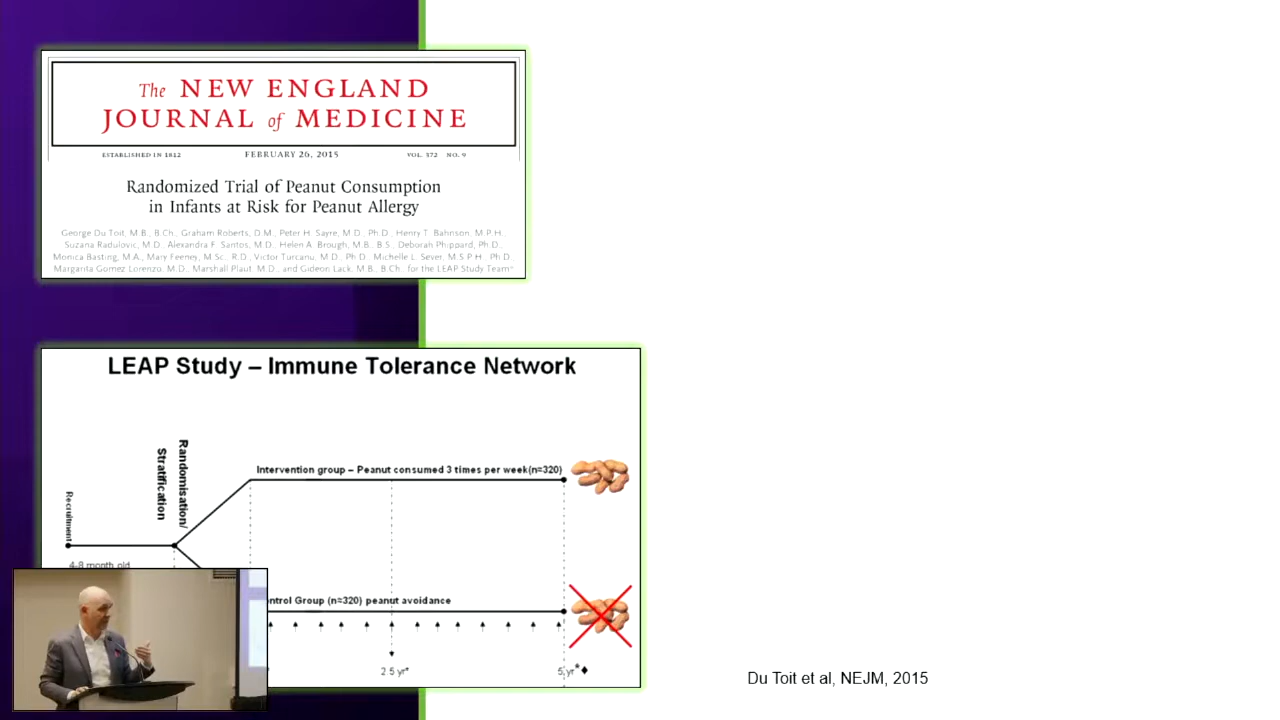 The NEW ENGLAND
JOURNAL of MEDICINE
ESTABLISHED IN 1812 FEBRUARY 26, 2015 VOL. 372 NO. 9
Randomized Trial of Peanut Consumption
in Infants at Risk for Peanut Allergy
George Du Toit, M.B., B.Ch., Graham Roberts, D.M., Peter H. Sayre, M.D., Ph.D., Henry T. Bahnson, M.P.H.,
Suzana Radulovic, M.D., Alexandra F. Santos, M.D., Helen A. Brough, M.B., B.S., Deborah Phippard, Ph.D.,
Monica Basting, M.A., Mary Feeney, M.Sc., R.D., Victor Turcanu, M.D., Ph.D., Michelle L. Sever, M.S.P.H., Ph.D.,
Margarita Gomez Lorenzo, M.D., Marshall Plaut, M.D., and Gideon Lack, M.B., B.Ch., for the LEAP Study Team*
LEAP Study – Immune Tolerance Network
Recruitment
Randomisation/
Stratification
Intervention group – Peanut consumed 3 times per week(n=320)
4-8 month old
ntrol Group (n=320) peanut avoidance
2.5 yr*
5 yr*♦
Du Toit et al, NEJM, 2015